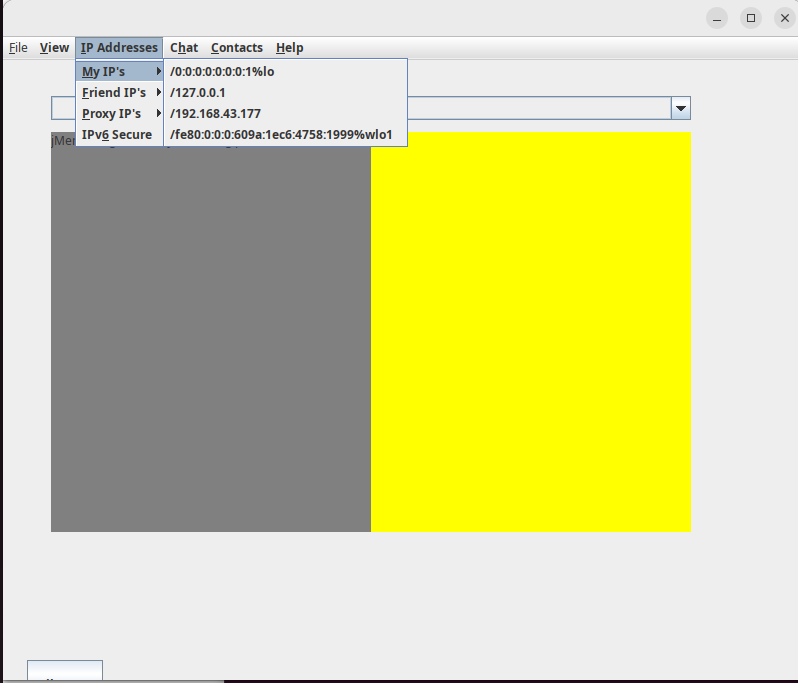 File View IP Addresses Chat Contacts Help
My IP's
Friend IP's
Proxy IP's
IPv6 Secure
/0:0:0:0:0:0:0:1%lo
/127.0.0.1
/192.168.43.177
/fe80:0:0:0:609a:1ec6:4758:1999%wlo1